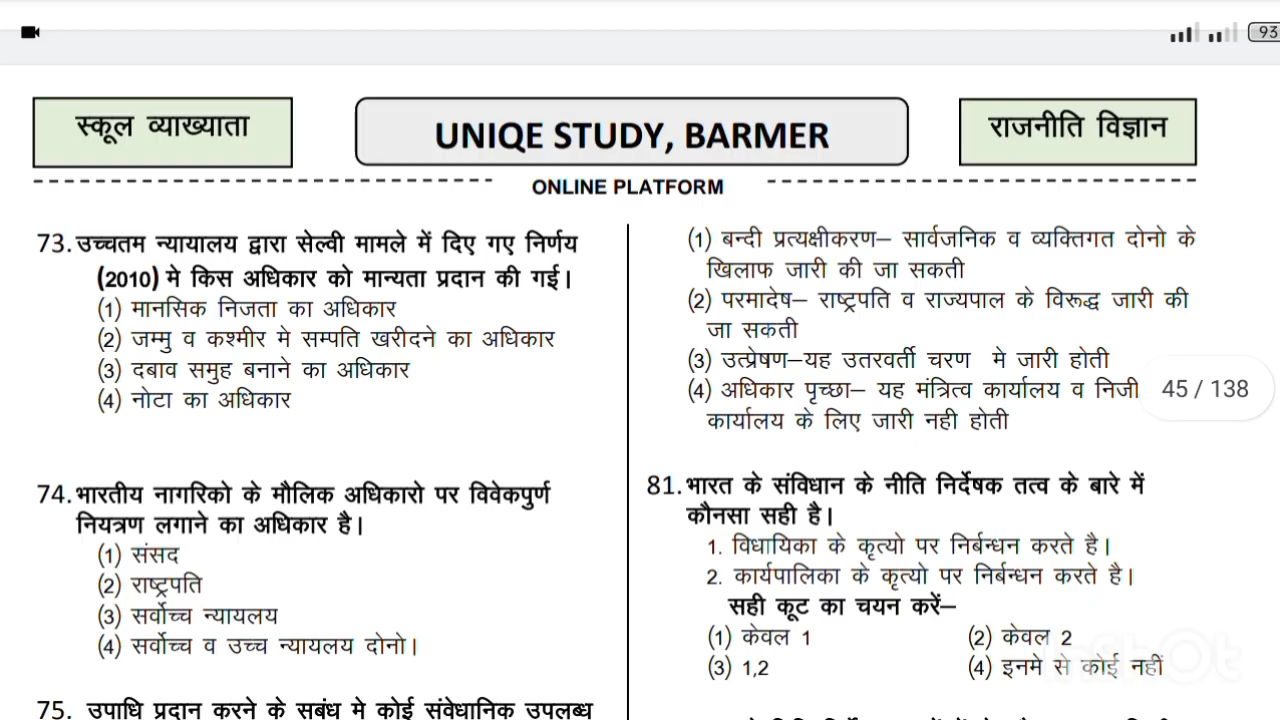 93
स्कूल व्याख्याता
UNIQE STUDY, BARMER
राजनीति विज्ञान
ONLINE PLATFORM
73. उच्चतम न्यायालय द्वारा सेल्वी मामले में दिए गए निर्णय
(2010) मे किस अधिकार को मान्यता प्रदान की गई।
(1) मानसिक निजता का अधिकार
(2) जम्मु व कश्मीर मे सम्पति खरीदने का अधिकार
(3) दबाव समुह बनाने का अधिकार
(4) नोटा का अधिकार
74. भारतीय नागरिको के मौलिक अधिकारो पर विवेकपुर्ण
नियत्रण लगाने का अधिकार है।
(1) संसद
(2) राष्ट्रपति
(3) सर्वोच्च न्यायलय
(4) सर्वोच्च व उच्च न्यायलय दोनो।
75. उपाधि प्रदान करने के सबंध मे कोई संवेधानिक उपलब्ध
(1) बन्दी प्रत्यक्षीकरण– सार्वजनिक व व्यक्तिगत दोनो के
खिलाफ जारी की जा सकती
(2) परमादेष– राष्ट्रपति व राज्यपाल के विरूद्ध जारी की
जा सकती
(3) उत्प्रेषण–यह उतरवर्ती चरण मे जारी होती
(4) अधिकार पृच्छा– यह मंत्रित्व कार्यालय व निजी
कार्यालय के लिए जारी नही होती
45 / 138
81. भारत के संविधान के नीति निर्देषक तत्व के बारे में
कौनसा सही है।
1. विधायिका के कृत्यो पर निर्बन्धन करते है।
2. कार्यपालिका के कृत्यो पर निर्बन्धन करते है।
सही कूट का चयन करें–
(1) केवल 1 (2) केवल 2
(3) 1,2 (4) इनमे से कोई नहीं